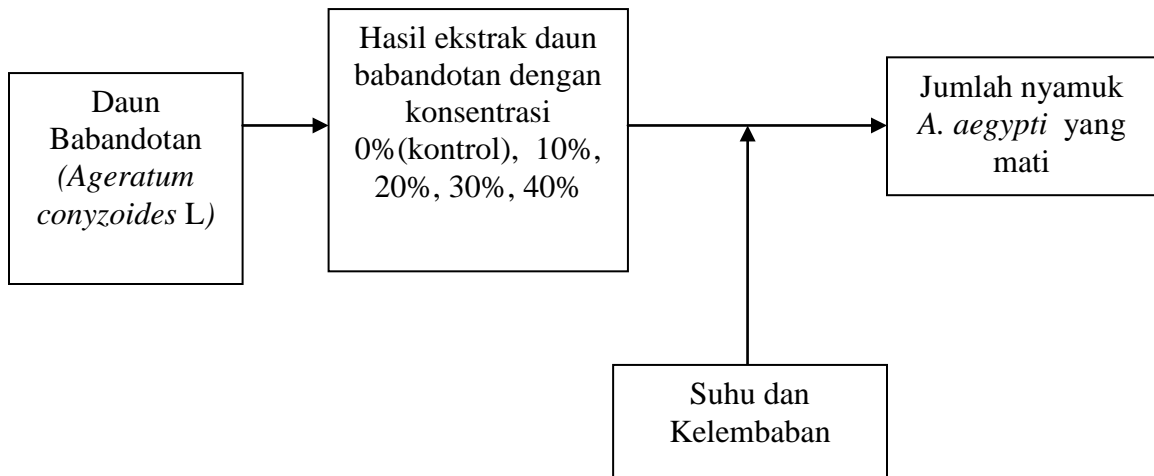 Daun
Babandotan
(Ageratum
conyzoides L)
Hasil ekstrak daun
babandotan dengan
konsentrasi
0%(kontrol), 10%,
20%, 30%, 40%
Jumlah nyamuk
A. aegypti yang
mati
Suhu dan
Kelembaban